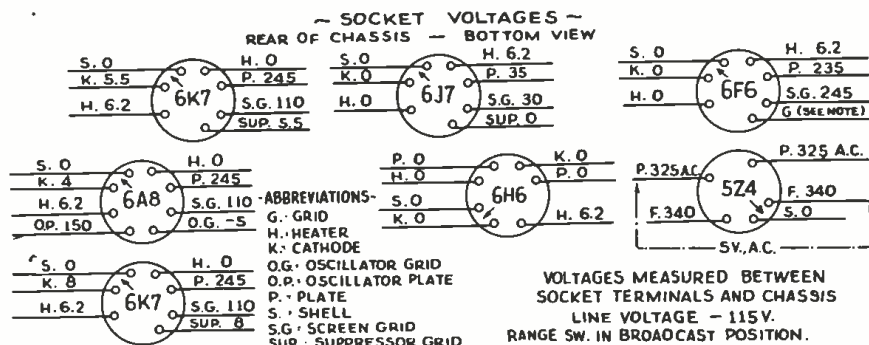 ~ SOCKET VOLTAGES ~
REAR OF CHASSIS - BOTTOM VIEW
S. 0
K. 5.5
H. 6.2
6K7
H. 0
P. 245
S.G. 110
SUP. 5.5
S. 0
K. 0
H. 0
6J7
H. 6.2
P. 35
S.G. 30
SUP. 0
S. 0
K. 0
H. 0
6F6
H. 6.2
P. 235
S.G. 245
G (SEE NOTE)
S. 0
K. 4
H. 6.2
O.P. 150
6A8
H. 0
P. 245
S.G. 110
O.G. -5
P. 0
H. 0
S. 0
K. 0
6H6
K. 0
P. 0
H. 6.2
P. 325 A.C.
F. 340
5Z4
P. 325 A.C.
F. 340
S. 0
5V., A.C.
S. 0
K. 8
H. 6.2
6K7
H. 0
P. 245
S.G. 110
SUP. 8
-ABBREVIATIONS-
G. - GRID
H. - HEATER
K. - CATHODE
O.G. - OSCILLATOR GRID
O.P. - OSCILLATOR PLATE
P. - PLATE
S. - SHELL
S.G - SCREEN GRID
SUP. - SUPPRESSOR GRID
VOLTAGES MEASURED BETWEEN
SOCKET TERMINALS AND CHASSIS
LINE VOLTAGE - 115 V.
RANGE SW. IN BROADCAST POSITION.